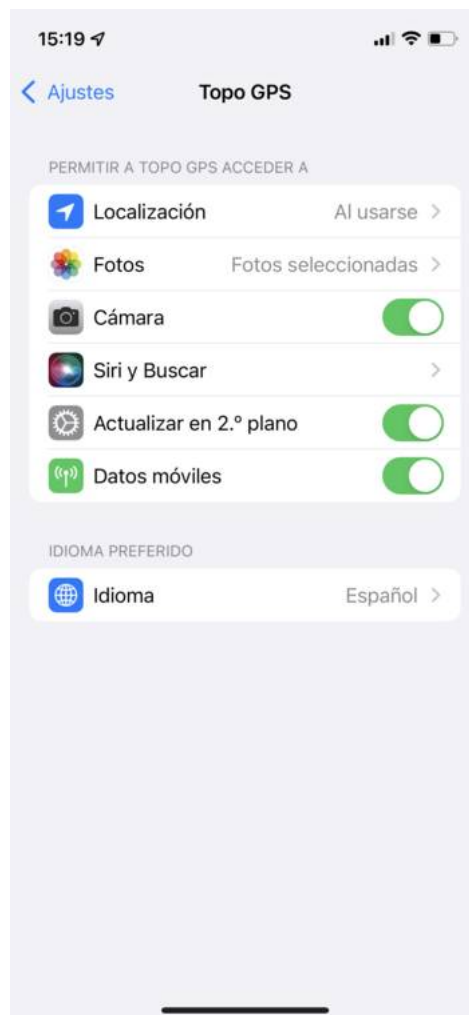 15:19
Ajustes Topo GPS
PERMITIR A TOPO GPS ACCEDER A
Localización Al usarse
Fotos Fotos seleccionadas
Cámara
Siri y Buscar
Actualizar en 2.º plano
Datos móviles
IDIOMA PREFERIDO
Idioma Español